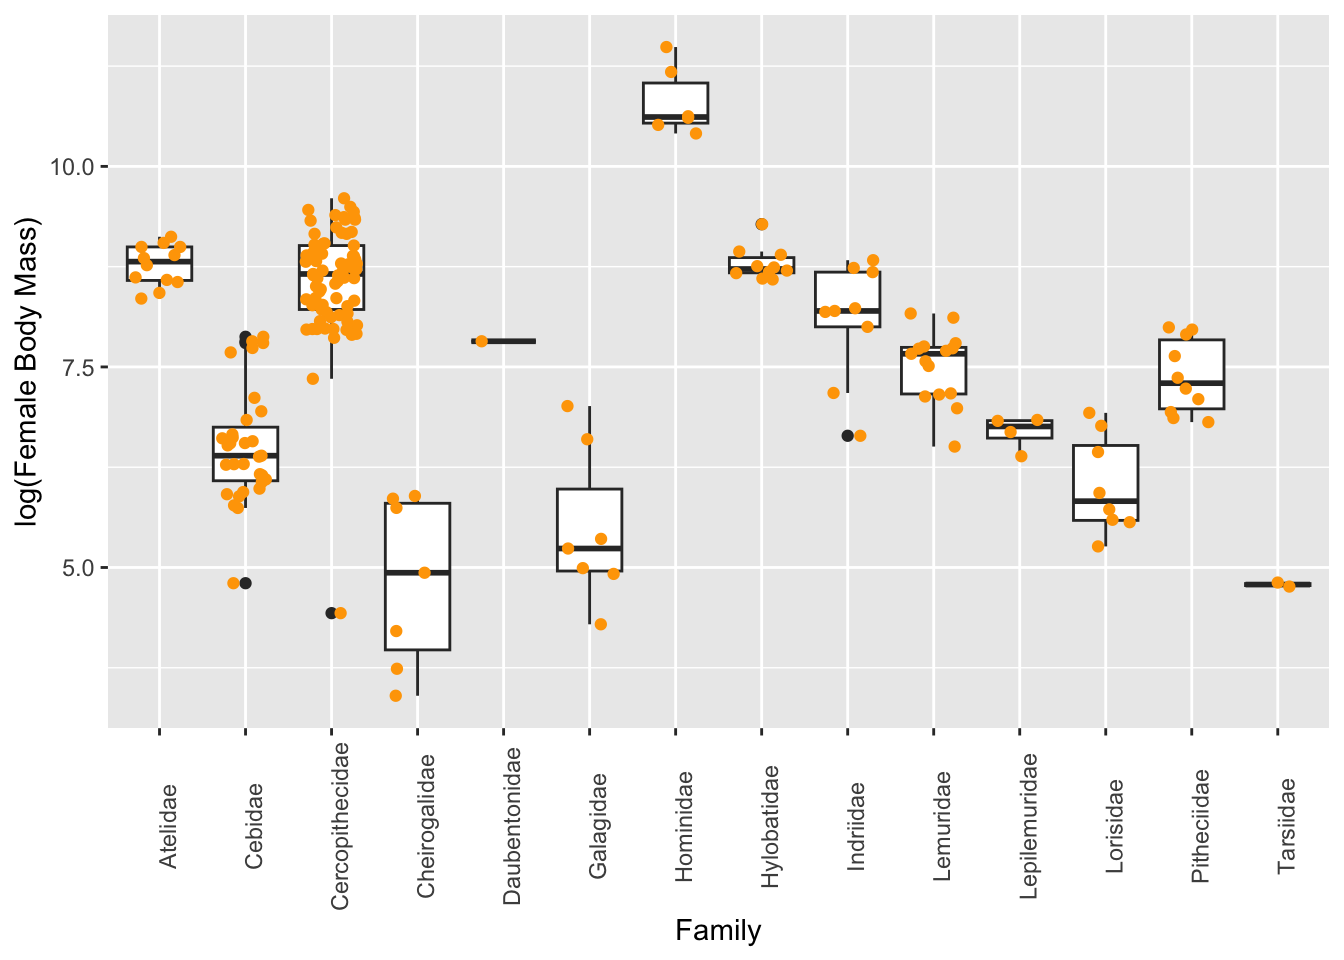 log(Female Body Mass)
10.0
7.5
5.0
Atelidae
Cebidae
Cercopithecidae
Cheirogalidae
Daubentonidae
Galagidae
Hominidae
Hylobatidae
Indriidae
Lemuridae
Lepilemuridae
Lorisidae
Pitheciidae
Tarsiidae
Family